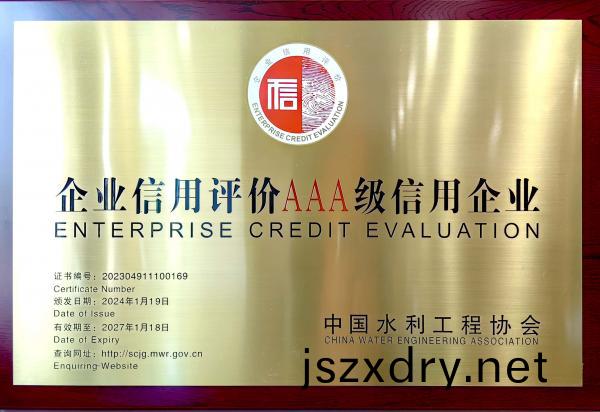 企业信用评价
信
ENTERPRISE CREDIT EVALUATION
企业信用评价AAA级信用企业
ENTERPRISE CREDIT EVALUATION
证书编号：202304911100169
Certificate Number
颁发日期：2024年1月19日
Date of Issue
有效期至：2027年1月18日
Date of Expiry
查询网址：http://scjg.mwr.gov.cn
Enquiring-Website
中国水利工程协会
CHINA WATER ENGINEERING ASSOCIATION
jszxdry.net